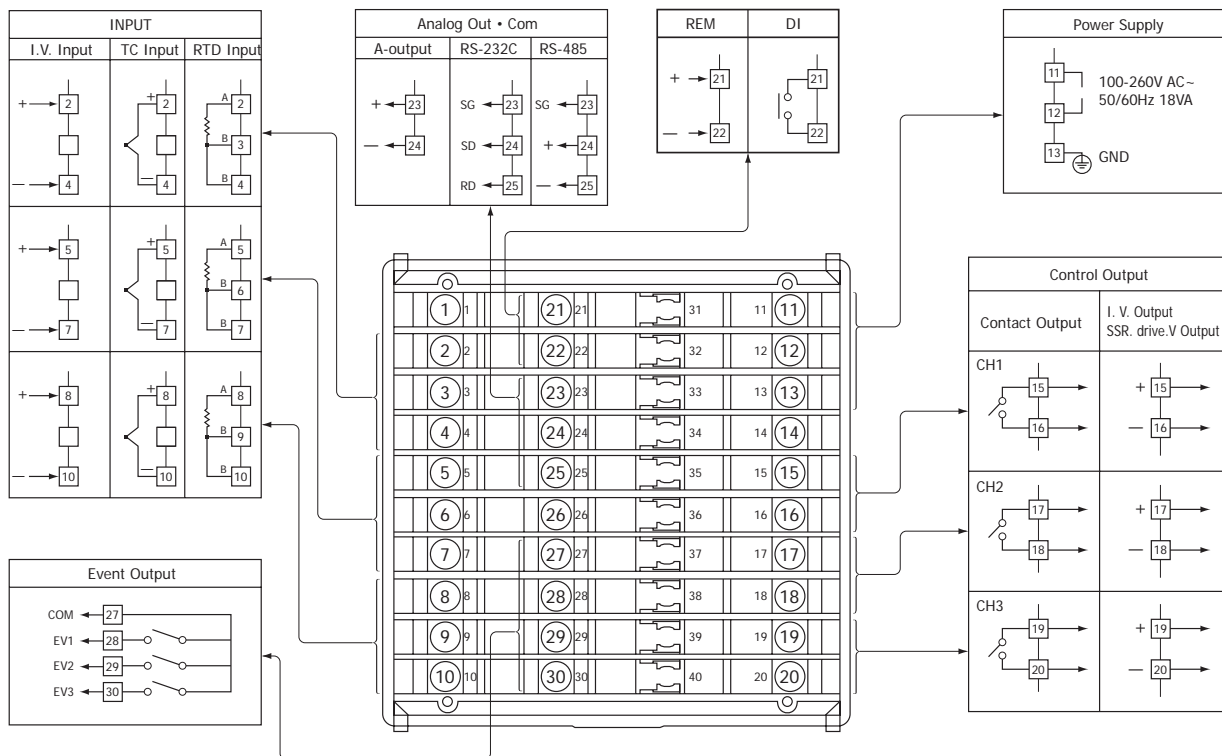 INPUT
I.V. Input TC Input RTD Input
+ 2 + 2 A 2
B 3
— 4 — 4 B 4
+ 5 + 5 A 5
B 6
— 7 — 7 B 7
+ 8 + 8 A 8
B 9
— 10 — 10 B 10
Analog Out • Com
A-output RS-232C RS-485
+ 23 SG 23 SG 23
— 24 SD 24 + 24
RD 25 — 25
REM DI
+ 21 21
— 22 22
Power Supply
11
100-260V AC~
50/60Hz 18VA
12
13 GND
1 1 21 21 31 11 11
2 2 22 22 32 12 12
3 3 23 23 33 13 13
4 4 24 24 34 14 14
5 5 25 25 35 15 15
6 6 26 26 36 16 16
7 7 27 27 37 17 17
8 8 28 28 38 18 18
9 9 29 29 39 19 19
10 10 30 30 40 20 20
Control Output
Contact Output
I. V. Output
SSR. drive.V Output
CH1
15 + 15
16 — 16
CH2
17 + 17
18 — 18
CH3
19 + 19
20 — 20
Event Output
COM 27
EV1 28
EV2 29
EV3 30